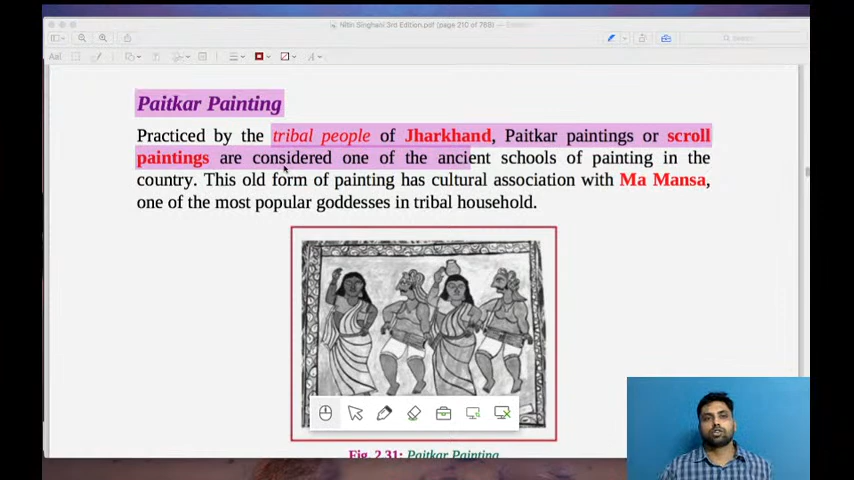 Nitin Singhani 3rd Edition.pdf (page 210 of 768)
Search
AaI
Paitkar Painting
Practiced by the tribal people of Jharkhand, Paitkar paintings or scroll
paintings are considered one of the ancient schools of painting in the
country. This old form of painting has cultural association with Ma Mansa,
one of the most popular goddesses in tribal household.
Fig. 2.31: Paitkar Painting